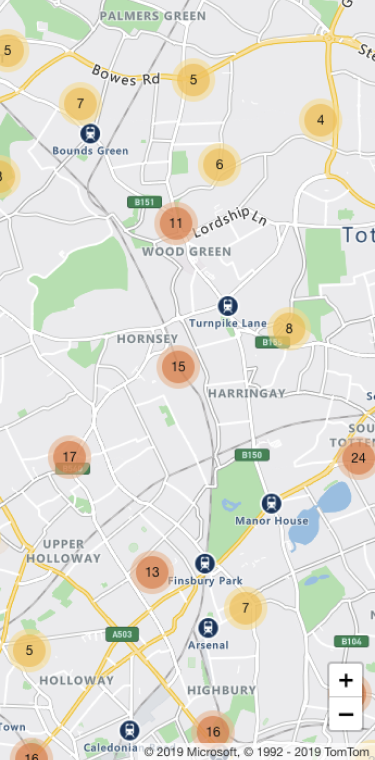 PALMERS GREEN
G
5
Bowes Rd
5
Ste
7
4
Bounds Green
6
B151
11
Lordship Ln
WOOD GREEN
Tot
Turnpike Lane
8
HORNSEY
15
HARRINGAY
S
SOU
TOTTEN
17
B150
24
Manor House
UPPER
HOLLOWAY
13
Finsbury Park
7
A503
Arsenal
B104
5
HOLLOWAY
+
HIGHBURY
−
Town
Caledonia
16
16
© 2019 Microsoft, © 1992 - 2019 TomTom